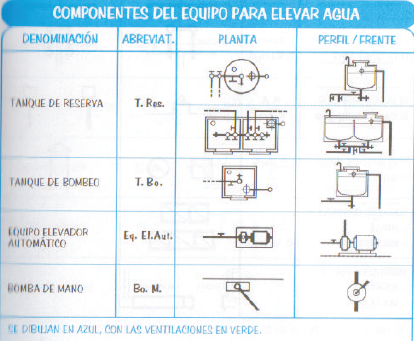 COMPONENTES DEL EQUIPO PARA ELEVAR AGUA
DENOMINACIÓN ABREVIAT. PLANTA PERFIL / FRENTE
TANQUE DE RESERVA T. Res.
TANQUE DE BOMBEO T. Bo.
EQUIPO ELEVADOR
AUTOMÁTICO Eq. El.Aut.
BOMBA DE MANO Bo. M.
SE DIBUJAN EN AZUL, CON LAS VENTILACIONES EN VERDE.